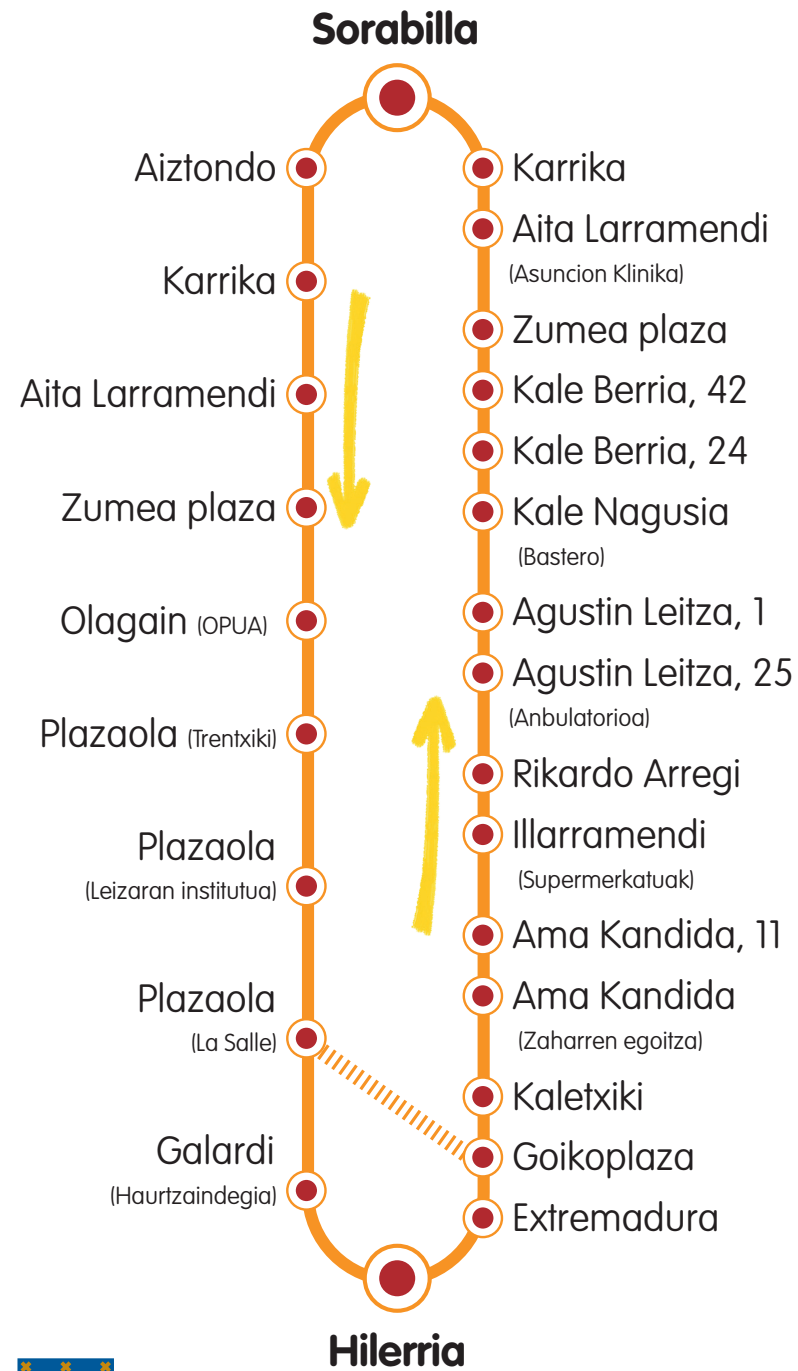 Sorabilla
Aiztondo
Karrika
Aita Larramendi
Zumea plaza
Olagain (OPUA)
Plazaola (Trentxiki)
Plazaola
(Leizaran institutua)
Plazaola
(La Salle)
Galardi
(Haurtzaindegia)
Karrika
Aita Larramendi
(Asuncion Klinika)
Zumea plaza
Kale Berria, 42
Kale Berria, 24
Kale Nagusia
(Bastero)
Agustin Leitza, 1
Agustin Leitza, 25
(Anbulatorioa)
Rikardo Arregi
Illarramendi
(Supermerkatuak)
Ama Kandida, 11
Ama Kandida
(Zaharren egoitza)
Kaletxiki
Goikoplaza
Extremadura
Hilerria